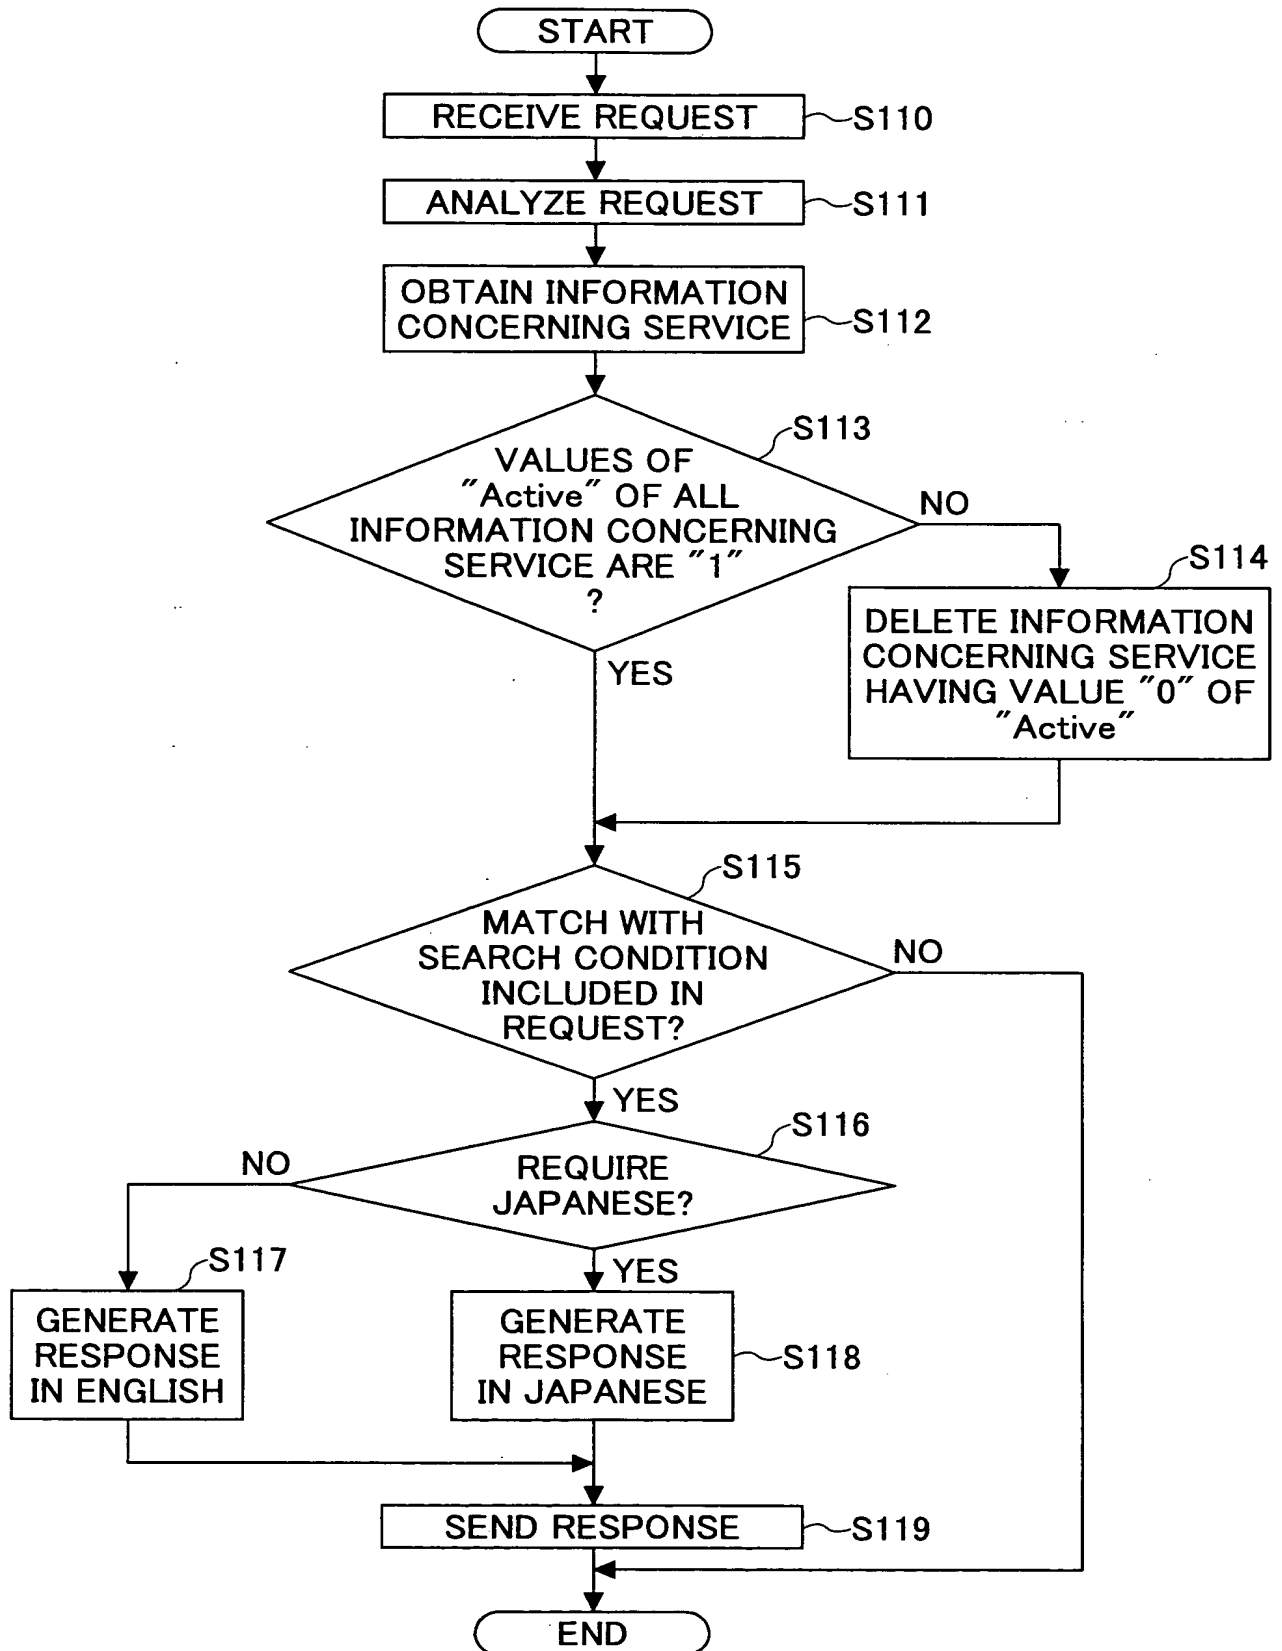 START
RECEIVE REQUEST
S110
ANALYZE REQUEST
S111
OBTAIN INFORMATION
CONCERNING SERVICE
S112
S113
VALUES OF
"Active" OF ALL
INFORMATION CONCERNING
SERVICE ARE "1"
?
NO
YES
S114
DELETE INFORMATION
CONCERNING SERVICE
HAVING VALUE "0" OF
"Active"
S115
MATCH WITH
SEARCH CONDITION
INCLUDED IN
REQUEST?
NO
YES
S116
REQUIRE
JAPANESE?
NO
YES
S117
GENERATE
RESPONSE
IN ENGLISH
GENERATE
RESPONSE
IN JAPANESE
S118
SEND RESPONSE
S119
END